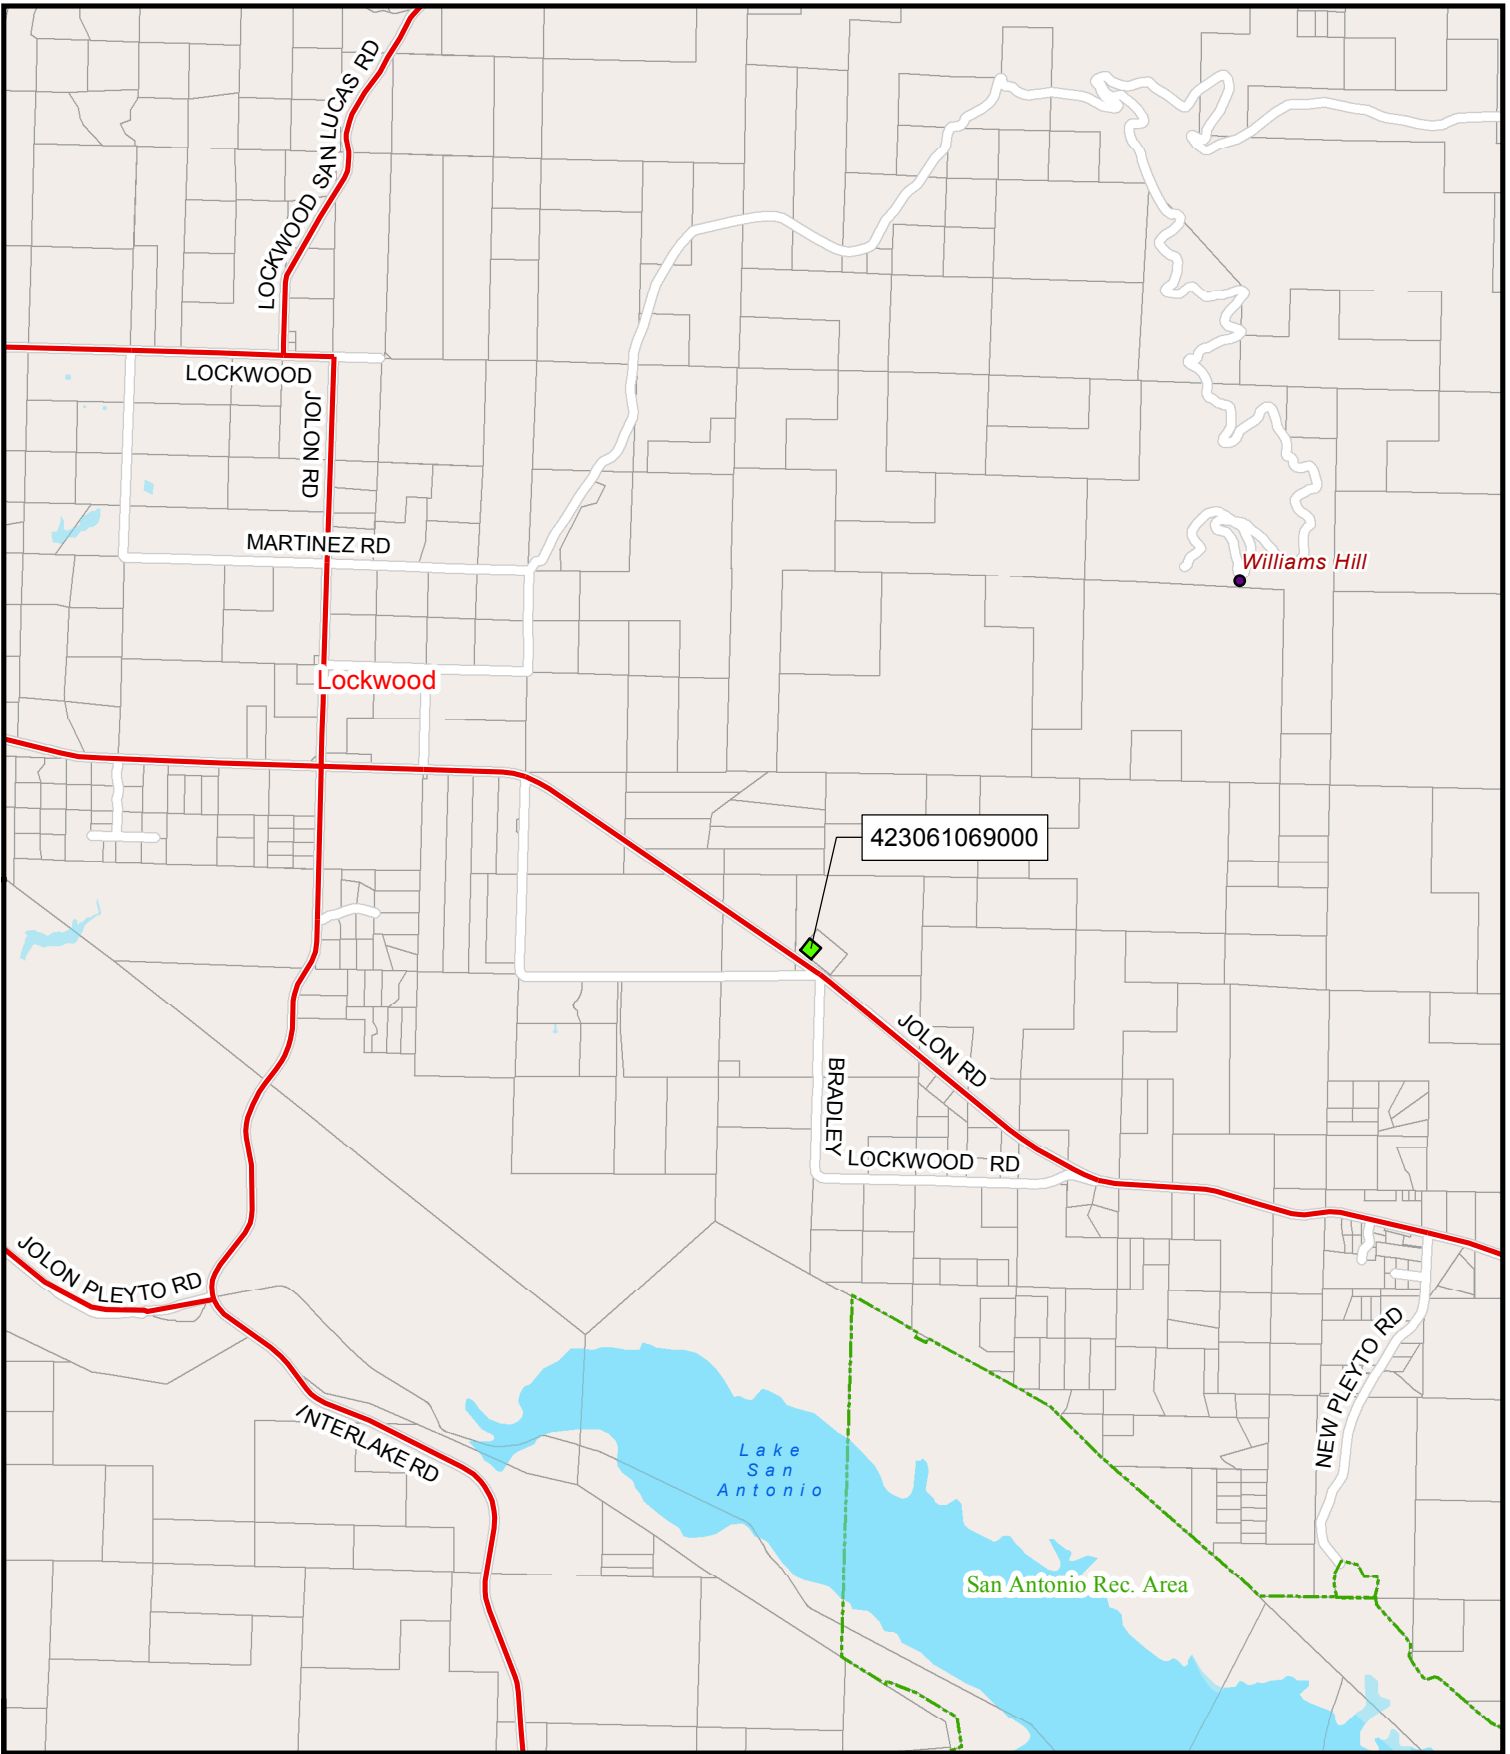 LOCKWOOD SAN LUCAS RD
LOCKWOOD
JOLON RD
MARTINEZ RD
Williams Hill
Lockwood
423061069000
JOLON RD
BRADLEY
LOCKWOOD RD
JOLON PLEYTO RD
NEW PLEYTO RD
INTERLAKE RD
Lake
San
Antonio
San Antonio Rec. Area